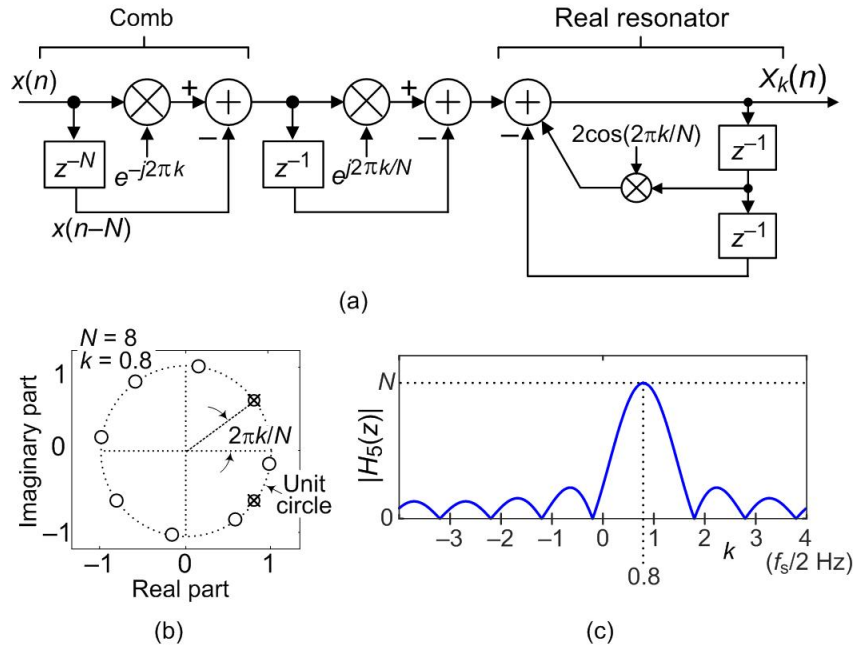 Comb
Real resonator
x(n)
X_k(n)
+
+
+
+
+
−
−
−
z^{−N}
e^{−j2πk}
z^{−1}
e^{j2πk/N}
2cos(2πk/N)
z^{−1}
z^{−1}
x(n−N)
(a)
N = 8
k = 0.8
1
0
−1
Imaginary part
2πk/N
Unit
circle
−1 0 1
Real part
(b)
N
|H_5(z)|
0
−3 −2 −1 0 1 2 3 4
k
(f_s/2 Hz)
0.8
(c)